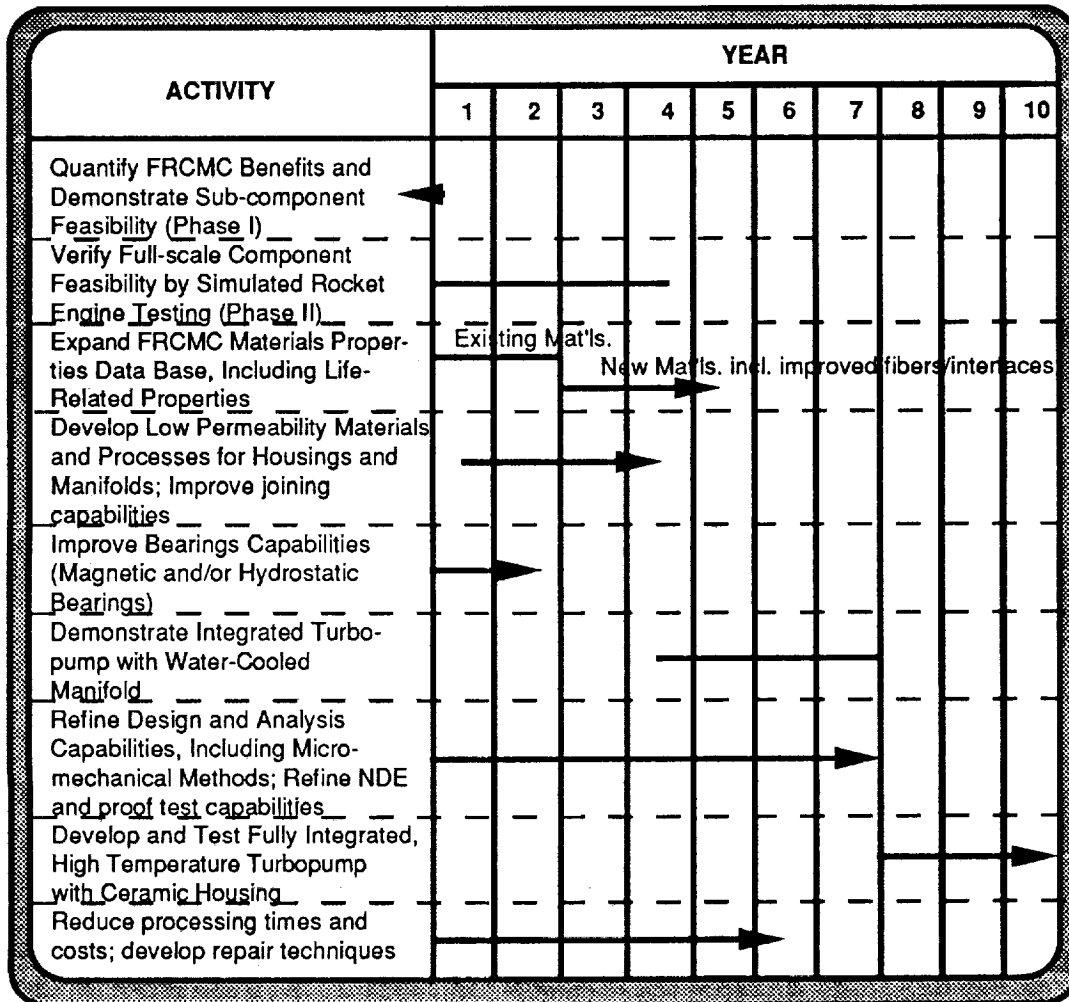 YEAR
ACTIVITY
1 2 3 4 5 6 7 8 9 10
Quantify FRCMC Benefits and
Demonstrate Sub-component
Feasibility (Phase I)
Verify Full-scale Component
Feasibility by Simulated Rocket
Engine Testing (Phase II)
Expand FRCMC Materials Proper-
ties Data Base, Including Life-
Related Properties
Existing Mat'ls.
New Mat'ls. incl. improved fibers/interfaces
Develop Low Permeability Materials
and Processes for Housings and
Manifolds; Improve joining
capabilities
Improve Bearings Capabilities
(Magnetic and/or Hydrostatic
Bearings)
Demonstrate Integrated Turbo-
pump with Water-Cooled
Manifold
Refine Design and Analysis
Capabilities, Including Micro-
mechanical Methods; Refine NDE
and proof test capabilities
Develop and Test Fully Integrated,
High Temperature Turbopump
with Ceramic Housing
Reduce processing times and
costs; develop repair techniques